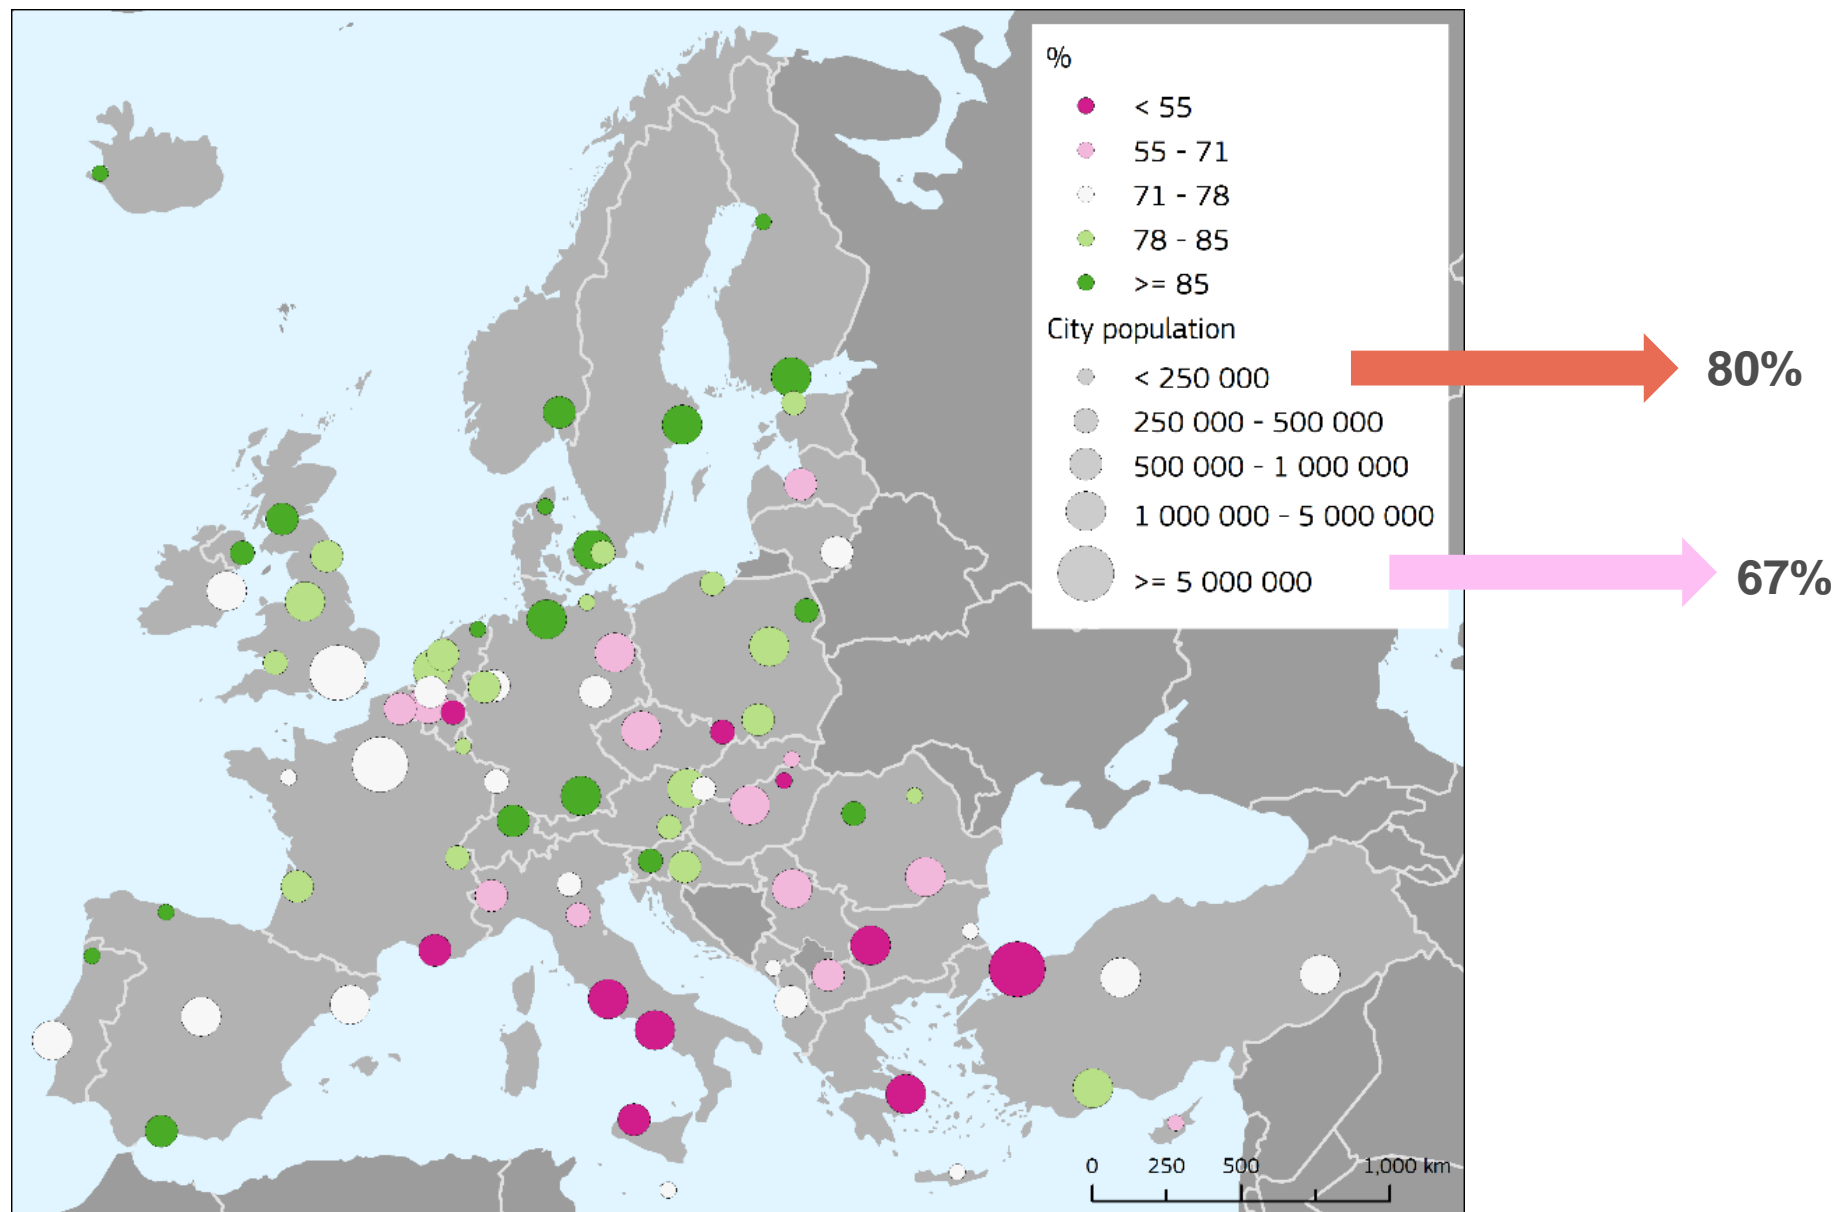 %
< 55
55 - 71
71 - 78
78 - 85
>= 85
City population
< 250 000
250 000 - 500 000
500 000 - 1 000 000
1 000 000 - 5 000 000
>= 5 000 000
80%
67%
0 250 500 1,000 km